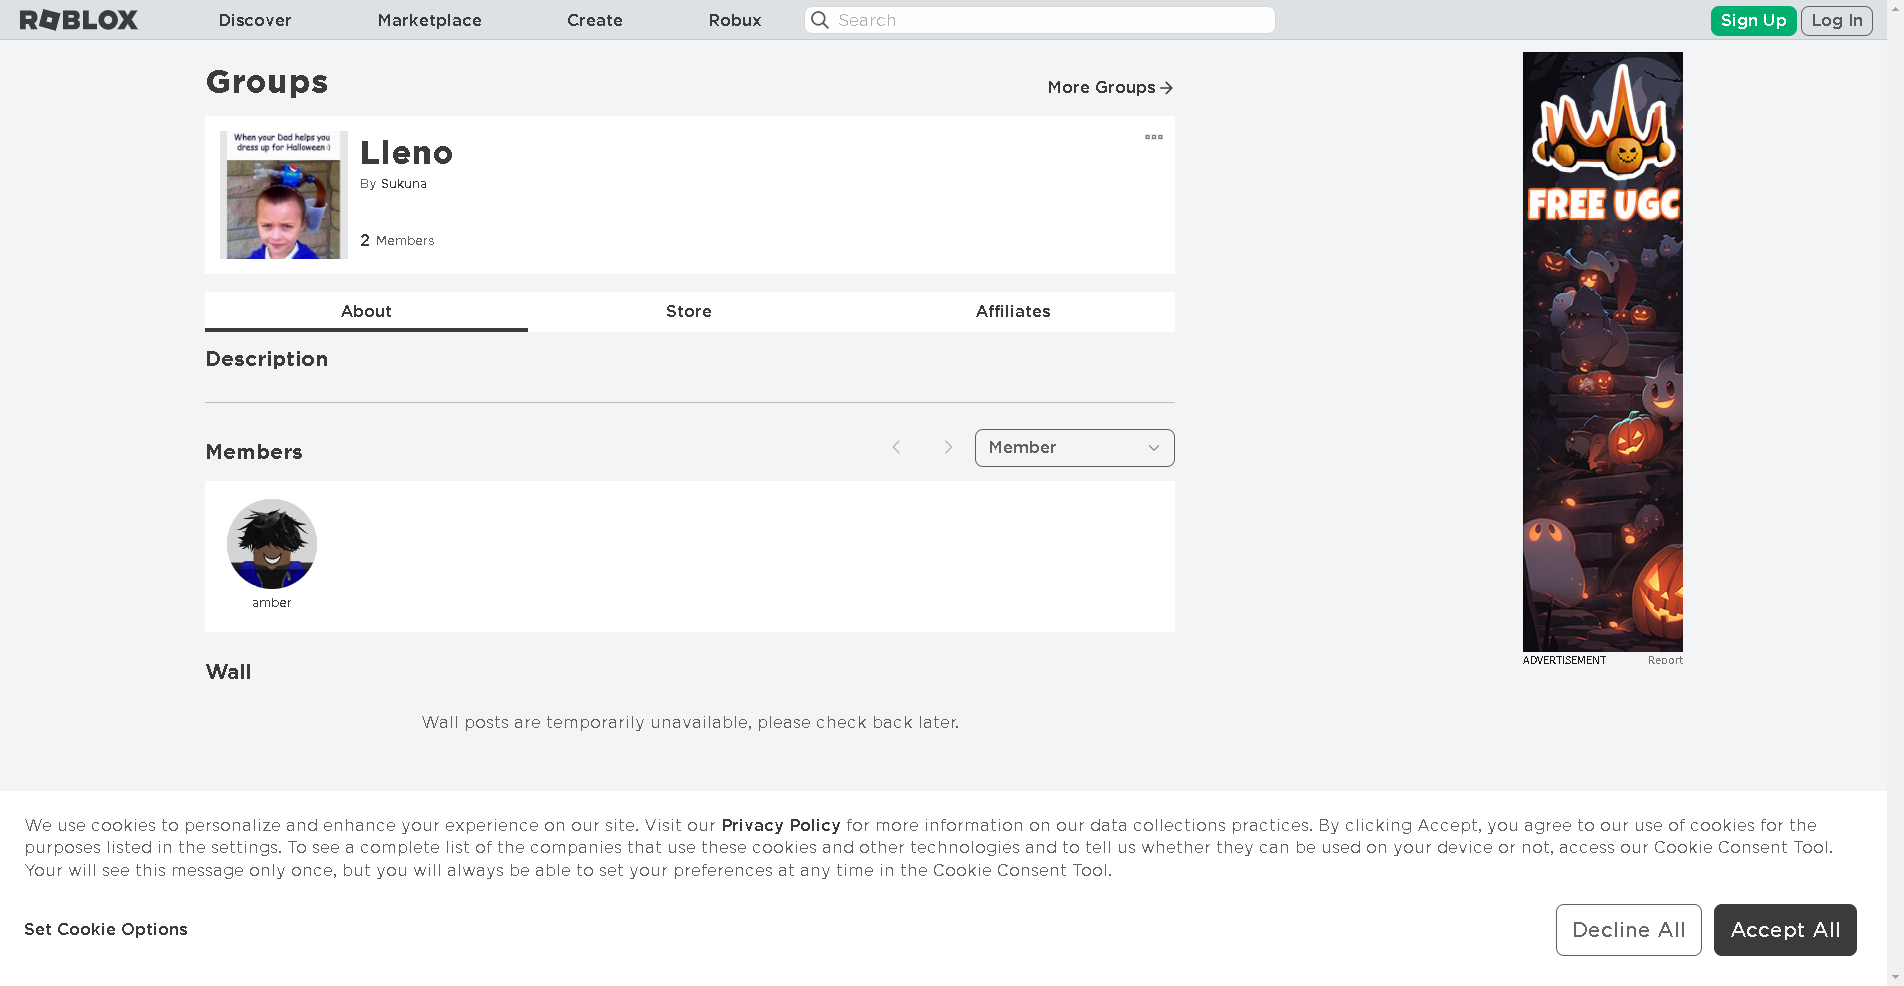 ROBLOX
Discover
Marketplace
Create
Robux
Search
Sign Up
Log In
Groups
More Groups
When your Dad helps you
dress up for Halloween :)
Lleno
By Sukuna
2 Members
About
Store
Affiliates
Description
Members
Member
amber
Wall
Wall posts are temporarily unavailable, please check back later.
FREE UGC
ADVERTISEMENT
Report
We use cookies to personalize and enhance your experience on our site. Visit our Privacy Policy for more information on our data collections practices. By clicking Accept, you agree to our use of cookies for the
purposes listed in the settings. To see a complete list of the companies that use these cookies and other technologies and to tell us whether they can be used on your device or not, access our Cookie Consent Tool.
Your will see this message only once, but you will always be able to set your preferences at any time in the Cookie Consent Tool.
Set Cookie Options
Decline All
Accept All